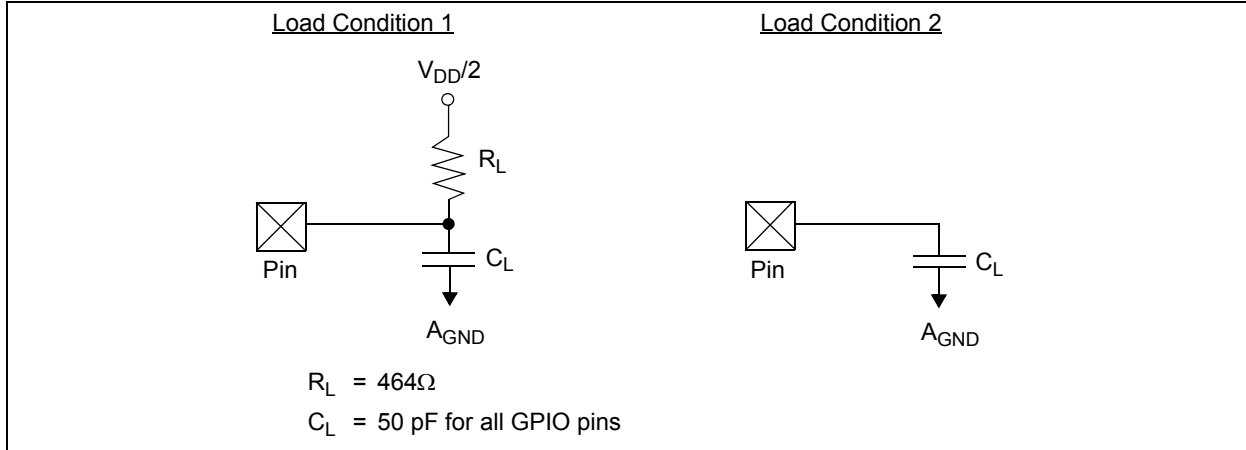 Load Condition 1
Load Condition 2
VDD/2
RL
Pin
CL
AGND
Pin
CL
AGND
RL = 464Ω
CL = 50 pF for all GPIO pins